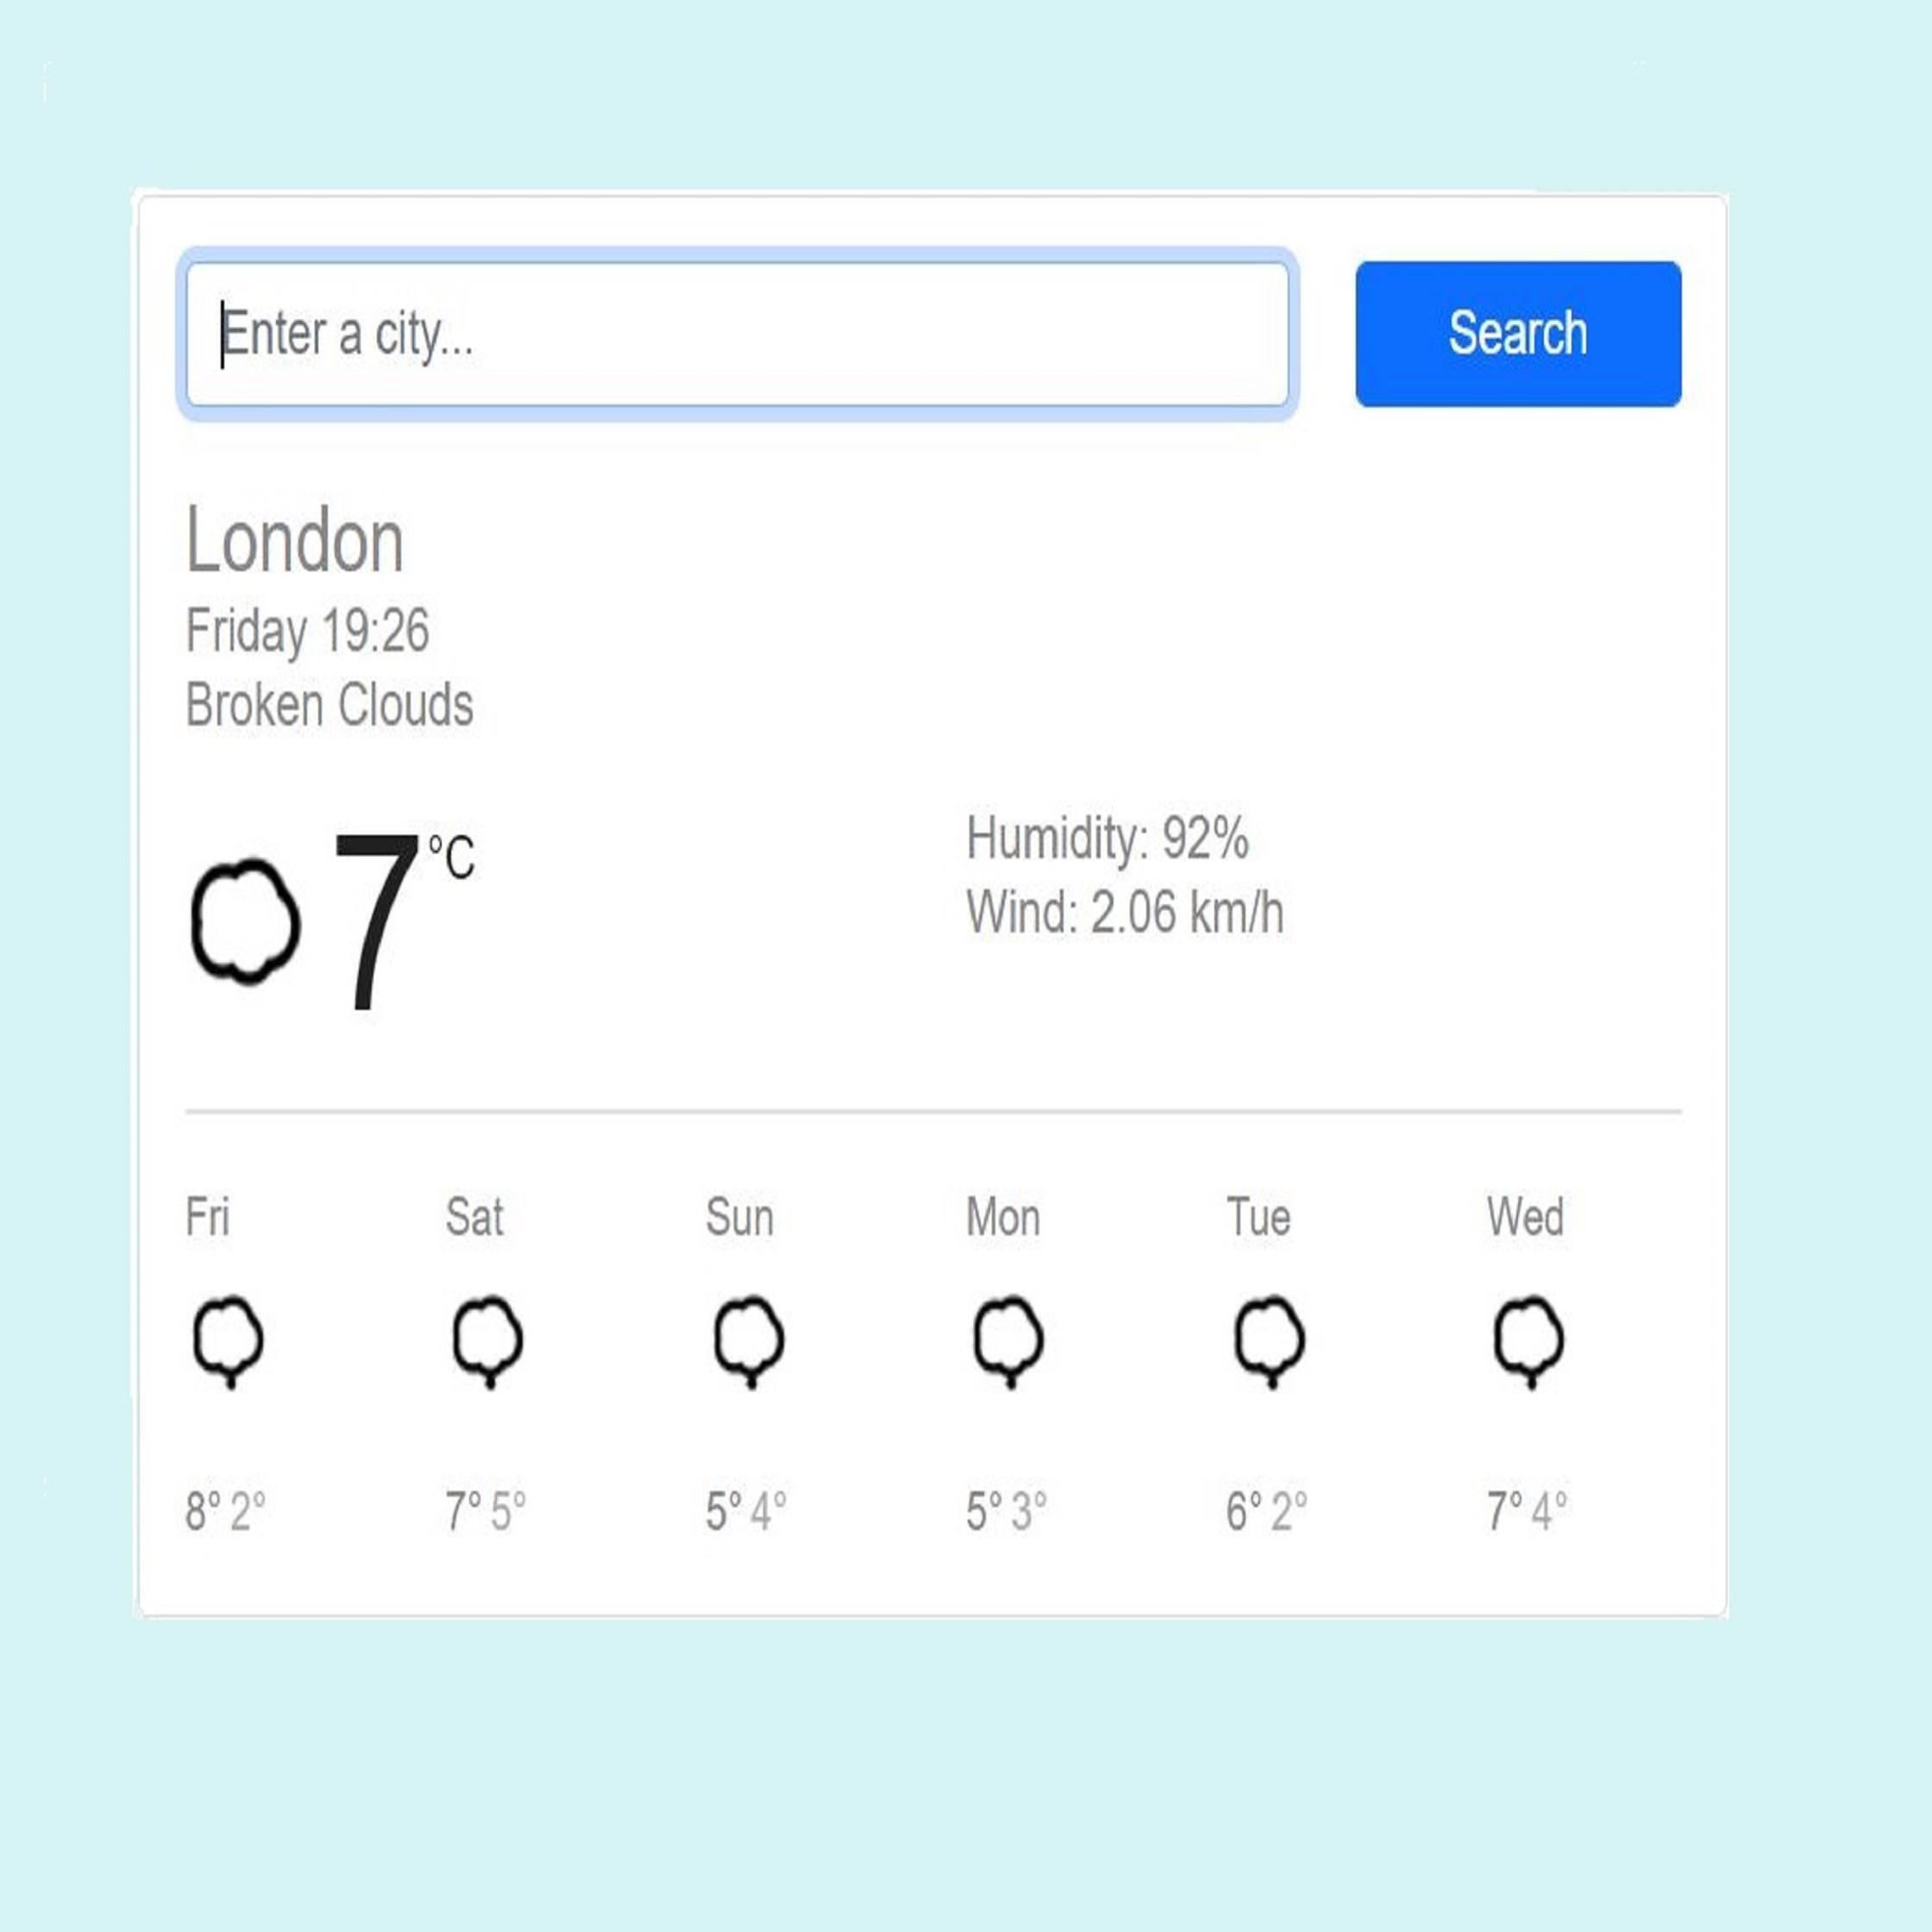 Enter a city...
Search
London
Friday 19:26
Broken Clouds
7 °C
Humidity: 92%
Wind: 2.06 km/h
Fri Sat Sun Mon Tue Wed
8° 2° 7° 5° 5° 4° 5° 3° 6° 2° 7° 4°